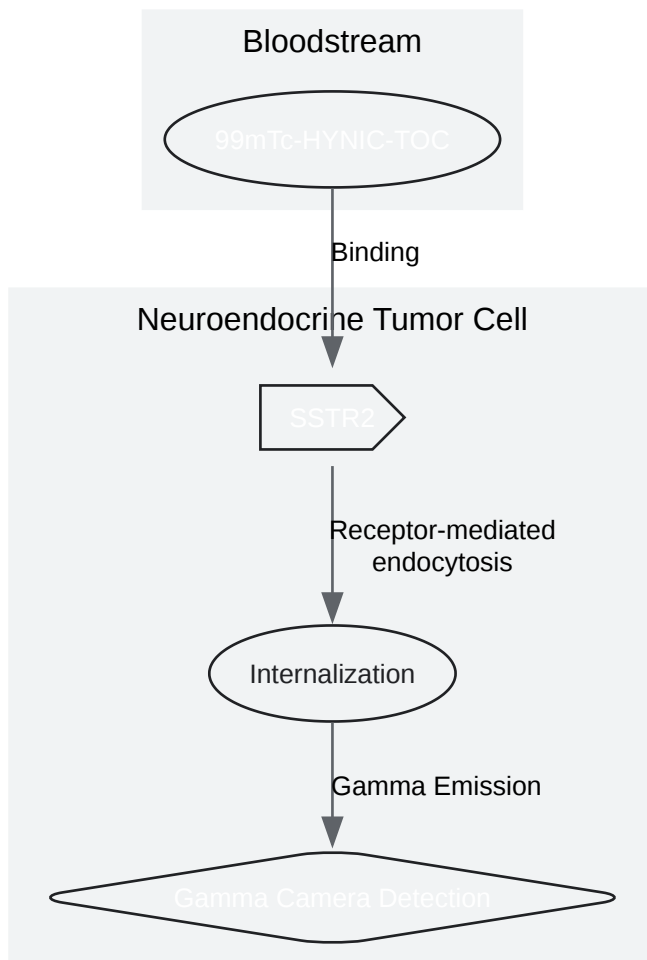 Bloodstream
99mTc-HYNIC-TOC
Binding
Neuroendocrine Tumor Cell
SSTR2
Receptor-mediated
endocytosis
Internalization
Gamma Emission
Gamma Camera Detection